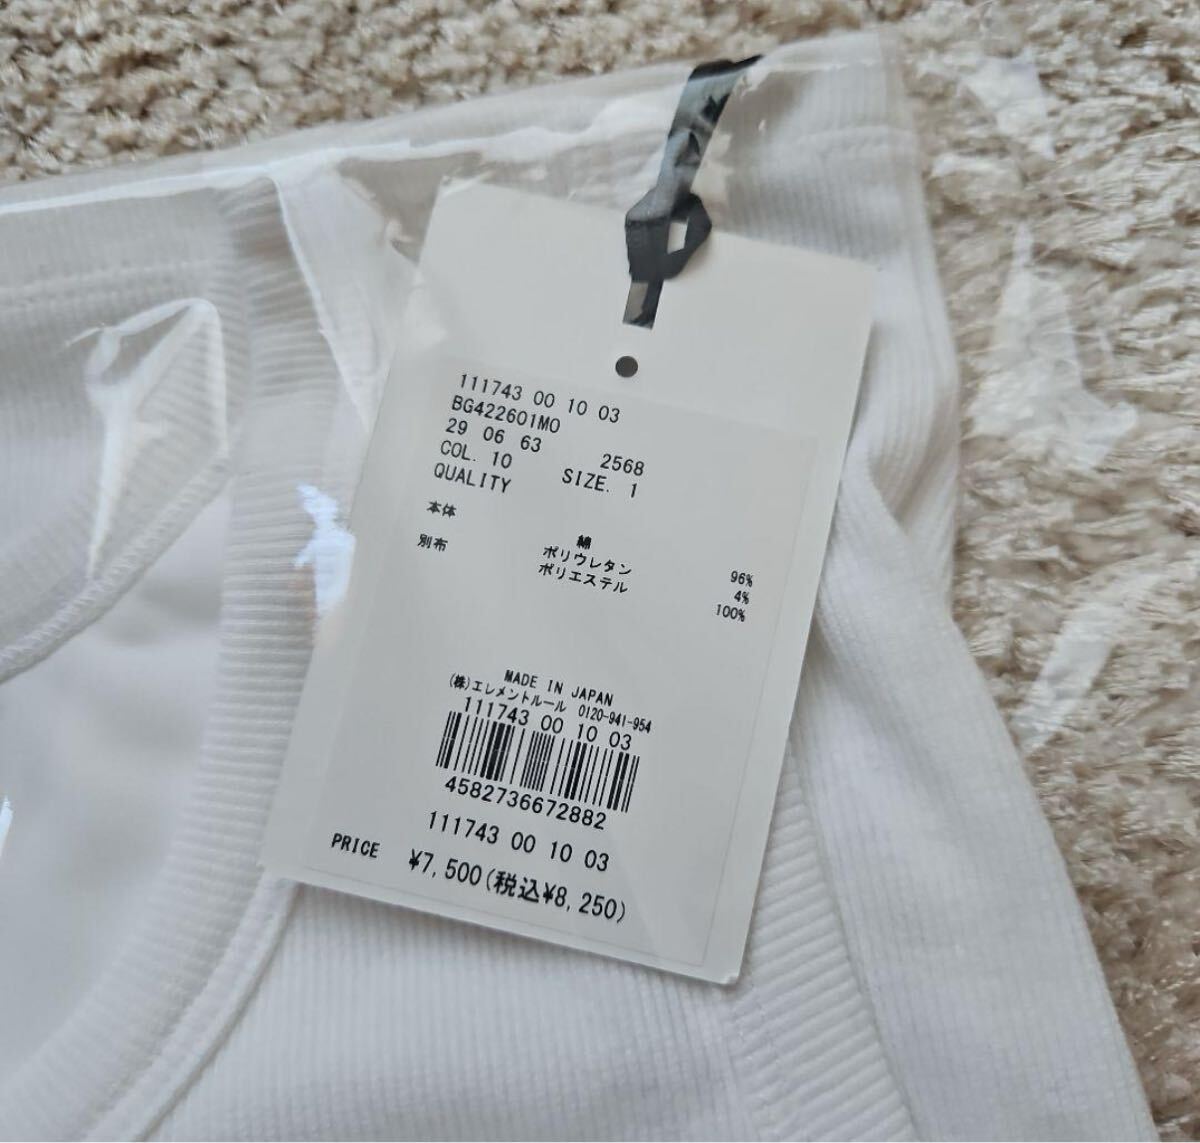 111743 00 10 03
BG422601MO
29 06 63 2568
COL. 10 SIZE. 1
QUALITY
本体 綿 96%
ポリウレタン 4%
別布 ポリエステル 100%
MADE IN JAPAN
(株)エレメントルール 0120-941-954
111743 00 10 03
4582736672882
111743 00 10 03
PRICE ¥7,500(税込¥8,250)